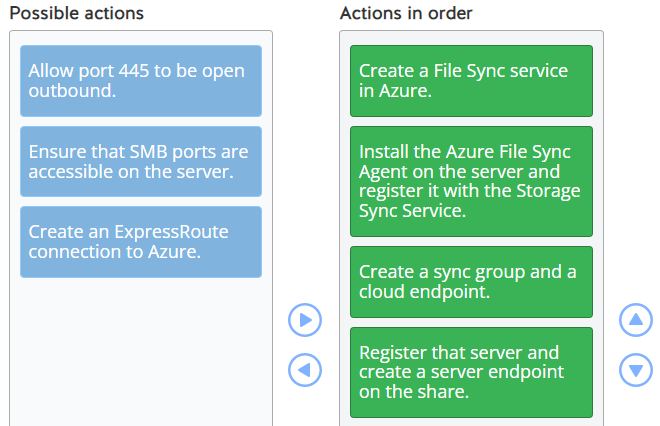 Possible actions
Allow port 445 to be open
outbound.
Ensure that SMB ports are
accessible on the server.
Create an ExpressRoute
connection to Azure.
Actions in order
Create a File Sync service
in Azure.
Install the Azure File Sync
Agent on the server and
register it with the Storage
Sync Service.
Create a sync group and a
cloud endpoint.
Register that server and
create a server endpoint
on the share.